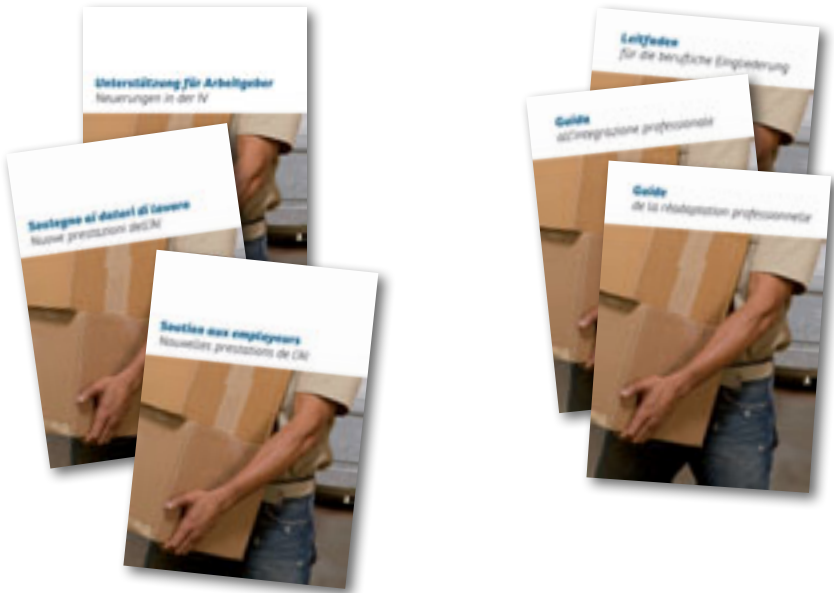 Unterstützung für Arbeitgeber
Neuerungen in der IV
Sostegno ai datori di lavoro
Nuove prestazioni dell'AI
Soutien aux employeurs
Nouvelles prestations de l'AI
Leitfaden
für die berufliche Eingliederung
Guida
all'integrazione professionale
Guide
de la réadaptation professionnelle